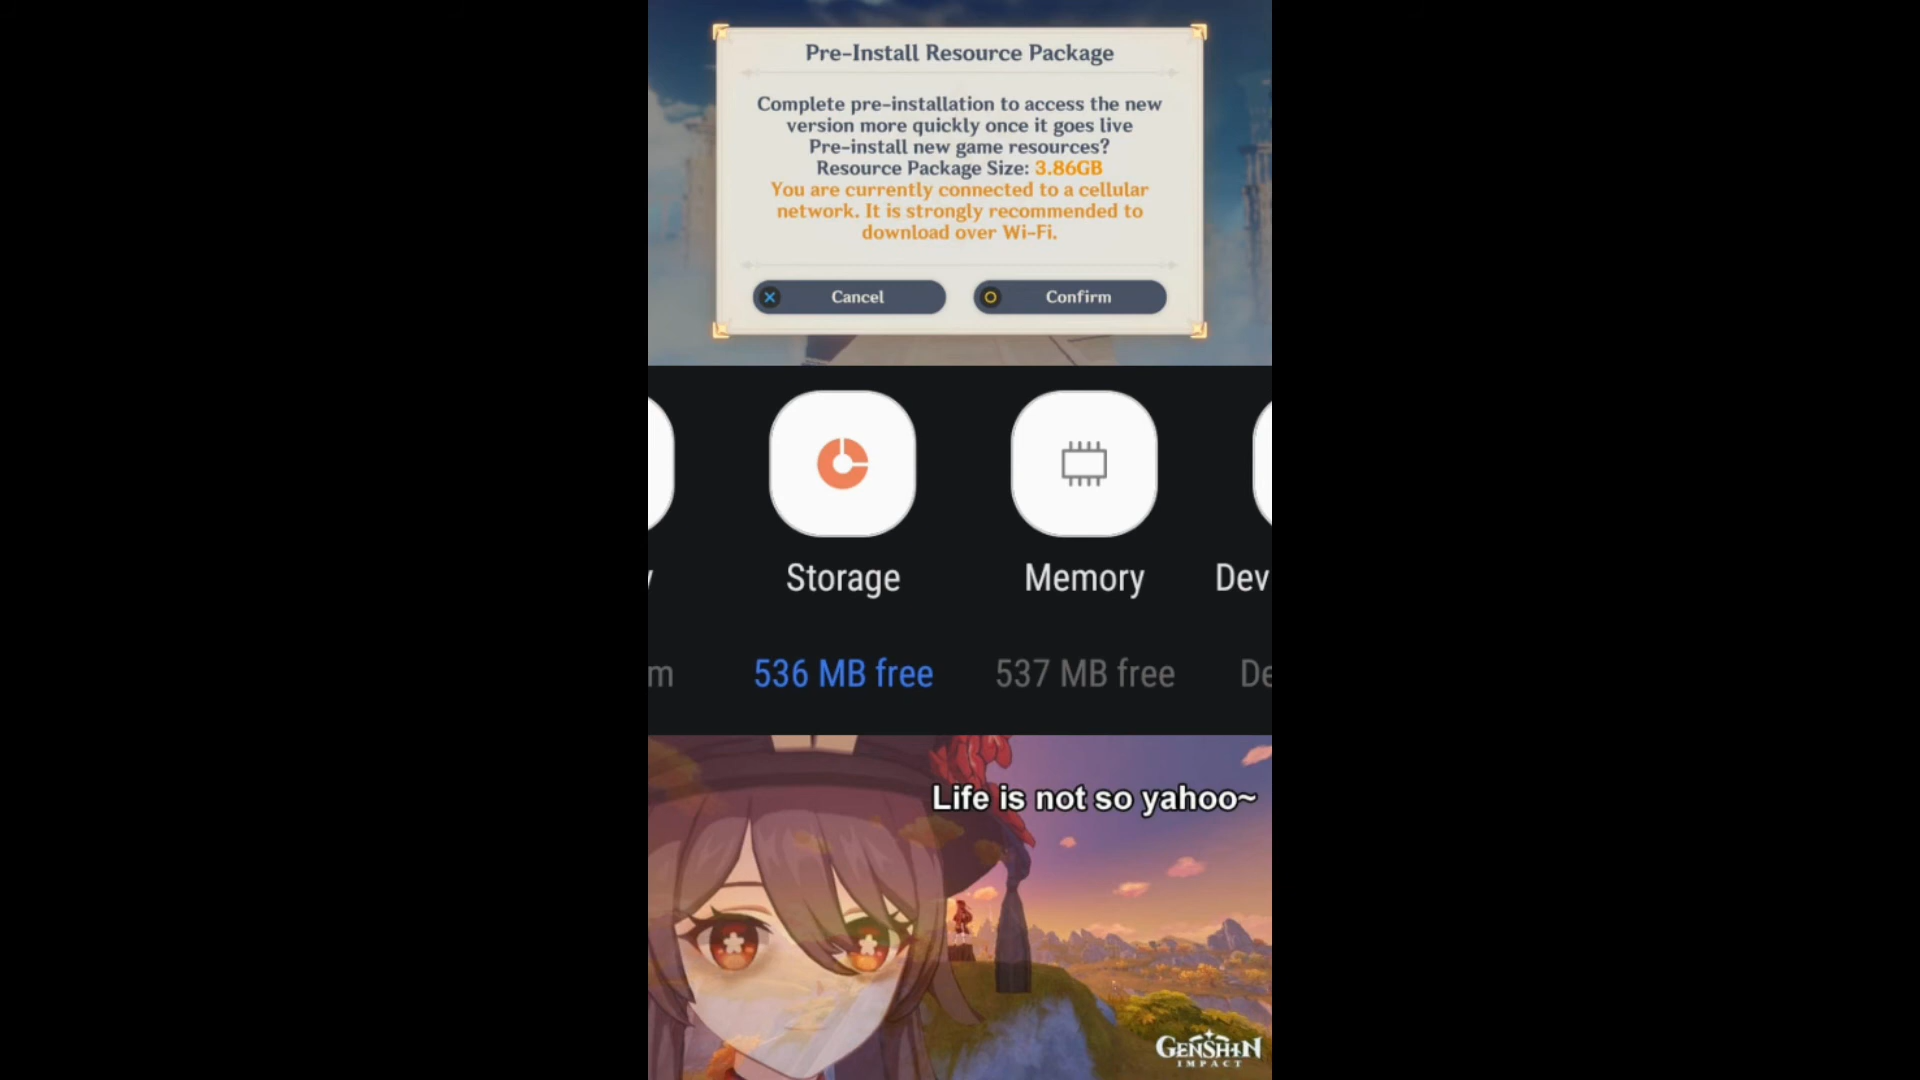 Pre-Install Resource Package
Complete pre-installation to access the new
version more quickly once it goes live
Pre-install new game resources?
Resource Package Size: 3.86GB
You are currently connected to a cellular
network. It is strongly recommended to
download over Wi-Fi.
Cancel Confirm
y Storage Memory Dev
m 536 MB free 537 MB free De
Life is not so yahoo~
GENSHIN
IMPACT